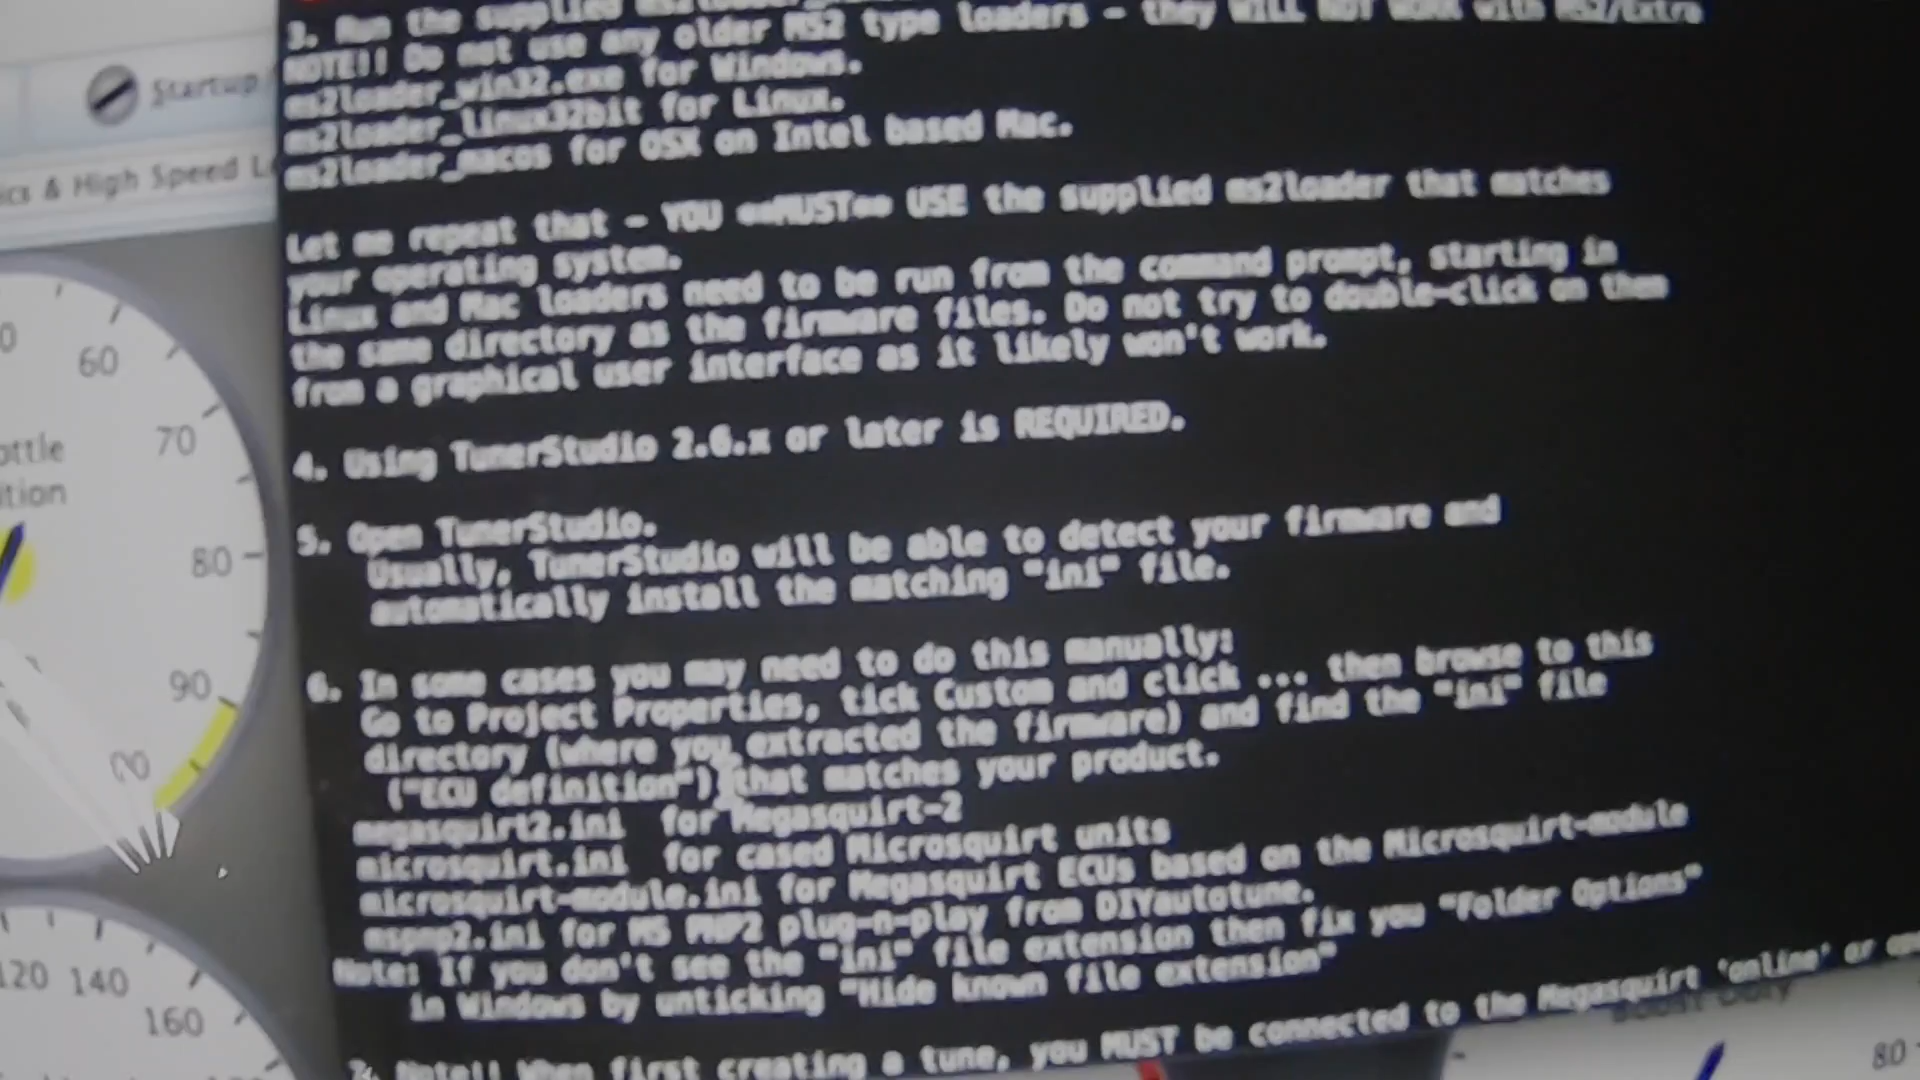 Startup
ics & High Speed L
3. Run the supplied ms2loader
NOTE!! Do not use any older MS2 type loaders - they WILL NOT WORK with MS2/Extra
ms2loader_win32.exe for Windows.
ms2loader_linux32bit for Linux.
ms2loader_macos for OSX on Intel based Mac.
Let me repeat that - YOU **MUST** USE the supplied ms2loader that matches
your operating system.
Linux and Mac loaders need to be run from the command prompt, starting in
the same directory as the firmware files. Do not try to double-click on them
from a graphical user interface as it likely won't work.
4. Using TunerStudio 2.6.x or later is REQUIRED.
5. Open TunerStudio.
Usually, TunerStudio will be able to detect your firmware and
automatically install the matching "ini" file.
6. In some cases you may need to do this manually:
Go to Project Properties, tick Custom and click ... then browse to this
directory (where you extracted the firmware) and find the "ini" file
("ECU definition") that matches your product.
megasquirt2.ini for Megasquirt-2
microsquirt.ini for cased Microsquirt units
microsquirt-module.ini for Megasquirt ECUs based on the Microsquirt-module
mspnp2.ini for MS PNP2 plug-n-play from DIYautotune.
Note: If you don't see the "ini" file extension then fix you "Folder Options"
in Windows by unticking "Hide known file extension"
7. Note!! When first creating a tune, you MUST be connected to the Megasquirt 'online' or
0
60
ottle
ition
70
80
90
120
140
160
80